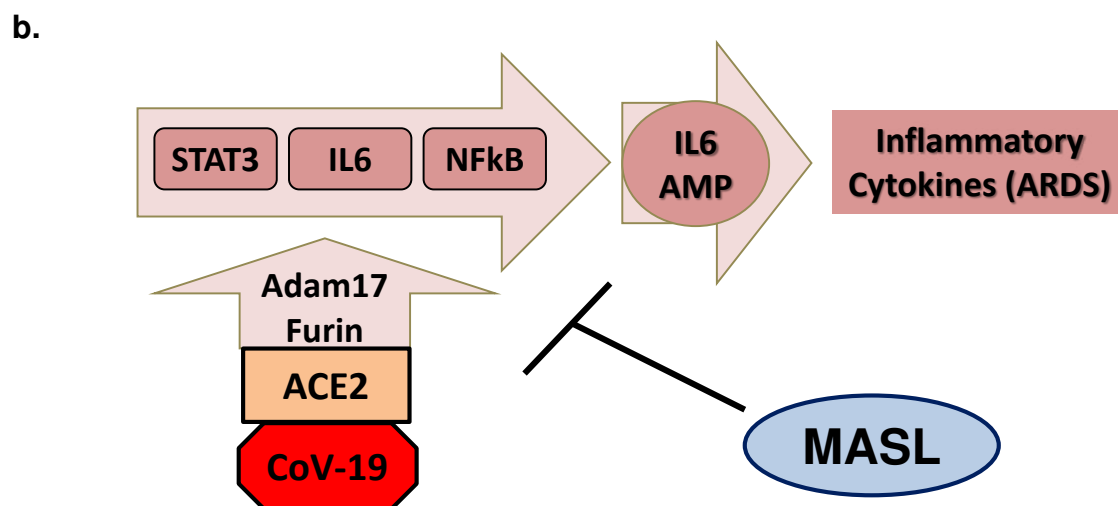 b.
STAT3 IL6 NFkB
IL6
AMP
Inflammatory
Cytokines (ARDS)
Adam17
Furin
ACE2
CoV-19
MASL